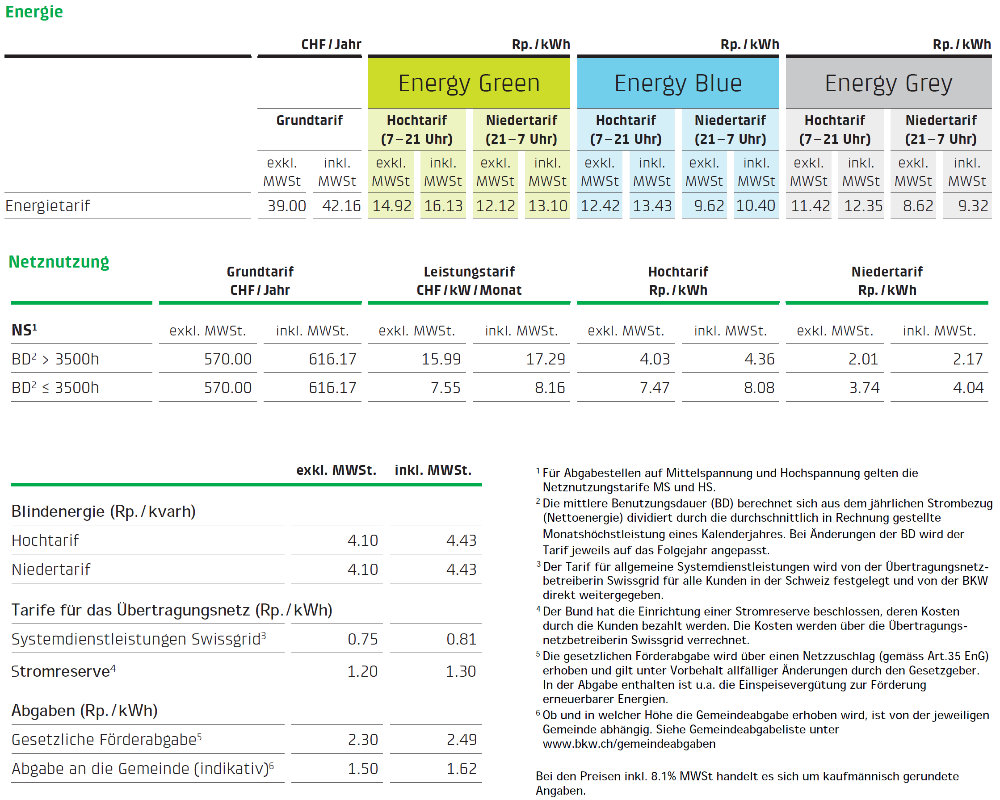 Energie
CHF / Jahr Rp. / kWh Rp. / kWh Rp. / kWh
Energy Green Energy Blue Energy Grey
Grundtarif Hochtarif Niedertarif Hochtarif Niedertarif Hochtarif Niedertarif
(7–21 Uhr) (21–7 Uhr) (7–21 Uhr) (21–7 Uhr) (7–21 Uhr) (21–7 Uhr)
exkl. inkl. exkl. inkl. exkl. inkl. exkl. inkl. exkl. inkl. exkl. inkl. exkl. inkl.
MWSt MWSt MWSt MWSt MWSt MWSt MWSt MWSt MWSt MWSt MWSt MWSt MWSt MWSt
Energietarif 39.00 42.16 14.92 16.13 12.12 13.10 12.42 13.43 9.62 10.40 11.42 12.35 8.62 9.32
Netznutzung
Grundtarif Leistungstarif Hochtarif Niedertarif
CHF / Jahr CHF / kW / Monat Rp. / kWh Rp. / kWh
NS¹ exkl. MWSt. inkl. MWSt. exkl. MWSt. inkl. MWSt. exkl. MWSt. inkl. MWSt. exkl. MWSt. inkl. MWSt.
BD² > 3500h 570.00 616.17 15.99 17.29 4.03 4.36 2.01 2.17
BD² ≤ 3500h 570.00 616.17 7.55 8.16 7.47 8.08 3.74 4.04
exkl. MWSt. inkl. MWSt.
Blindenergie (Rp. / kvarh)
Hochtarif 4.10 4.43
Niedertarif 4.10 4.43
Tarife für das Übertragungsnetz (Rp. / kWh)
Systemdienstleistungen Swissgrid³ 0.75 0.81
Stromreserve⁴ 1.20 1.30
Abgaben (Rp. / kWh)
Gesetzliche Förderabgabe⁵ 2.30 2.49
Abgabe an die Gemeinde (indikativ)⁶ 1.50 1.62
¹ Für Abgabestellen auf Mittelspannung und Hochspannung gelten die
Netznutzungstarife MS und HS.
² Die mittlere Benutzungsdauer (BD) berechnet sich aus dem jährlichen Strombezug
(Nettoenergie) dividiert durch die durchschnittlich in Rechnung gestellte
Monatshöchstleistung eines Kalenderjahres. Bei Änderungen der BD wird der
Tarif jeweils auf das Folgejahr angepasst.
³ Der Tarif für allgemeine Systemdienstleistungen wird von der Übertragungsnetz-
betreiberin Swissgrid für alle Kunden in der Schweiz festgelegt und von der BKW
direkt weitergegeben.
⁴ Der Bund hat die Einrichtung einer Stromreserve beschlossen, deren Kosten
durch die Kunden bezahlt werden. Die Kosten werden über die Übertragungs-
netzbetreiberin Swissgrid verrechnet.
⁵ Die gesetzlichen Förderabgabe wird über einen Netzzuschlag (gemäss Art.35 EnG)
erhoben und gilt unter Vorbehalt allfälliger Änderungen durch den Gesetzgeber.
In der Abgabe enthalten ist u.a. die Einspeisevergütung zur Förderung
erneuerbarer Energien.
⁶ Ob und in welcher Höhe die Gemeindeabgabe erhoben wird, ist von der jeweiligen
Gemeinde abhängig. Siehe Gemeindeabgabeliste unter
www.bkw.ch/gemeindeabgaben
Bei den Preisen inkl. 8.1% MWSt handelt es sich um kaufmännisch gerundete
Angaben.